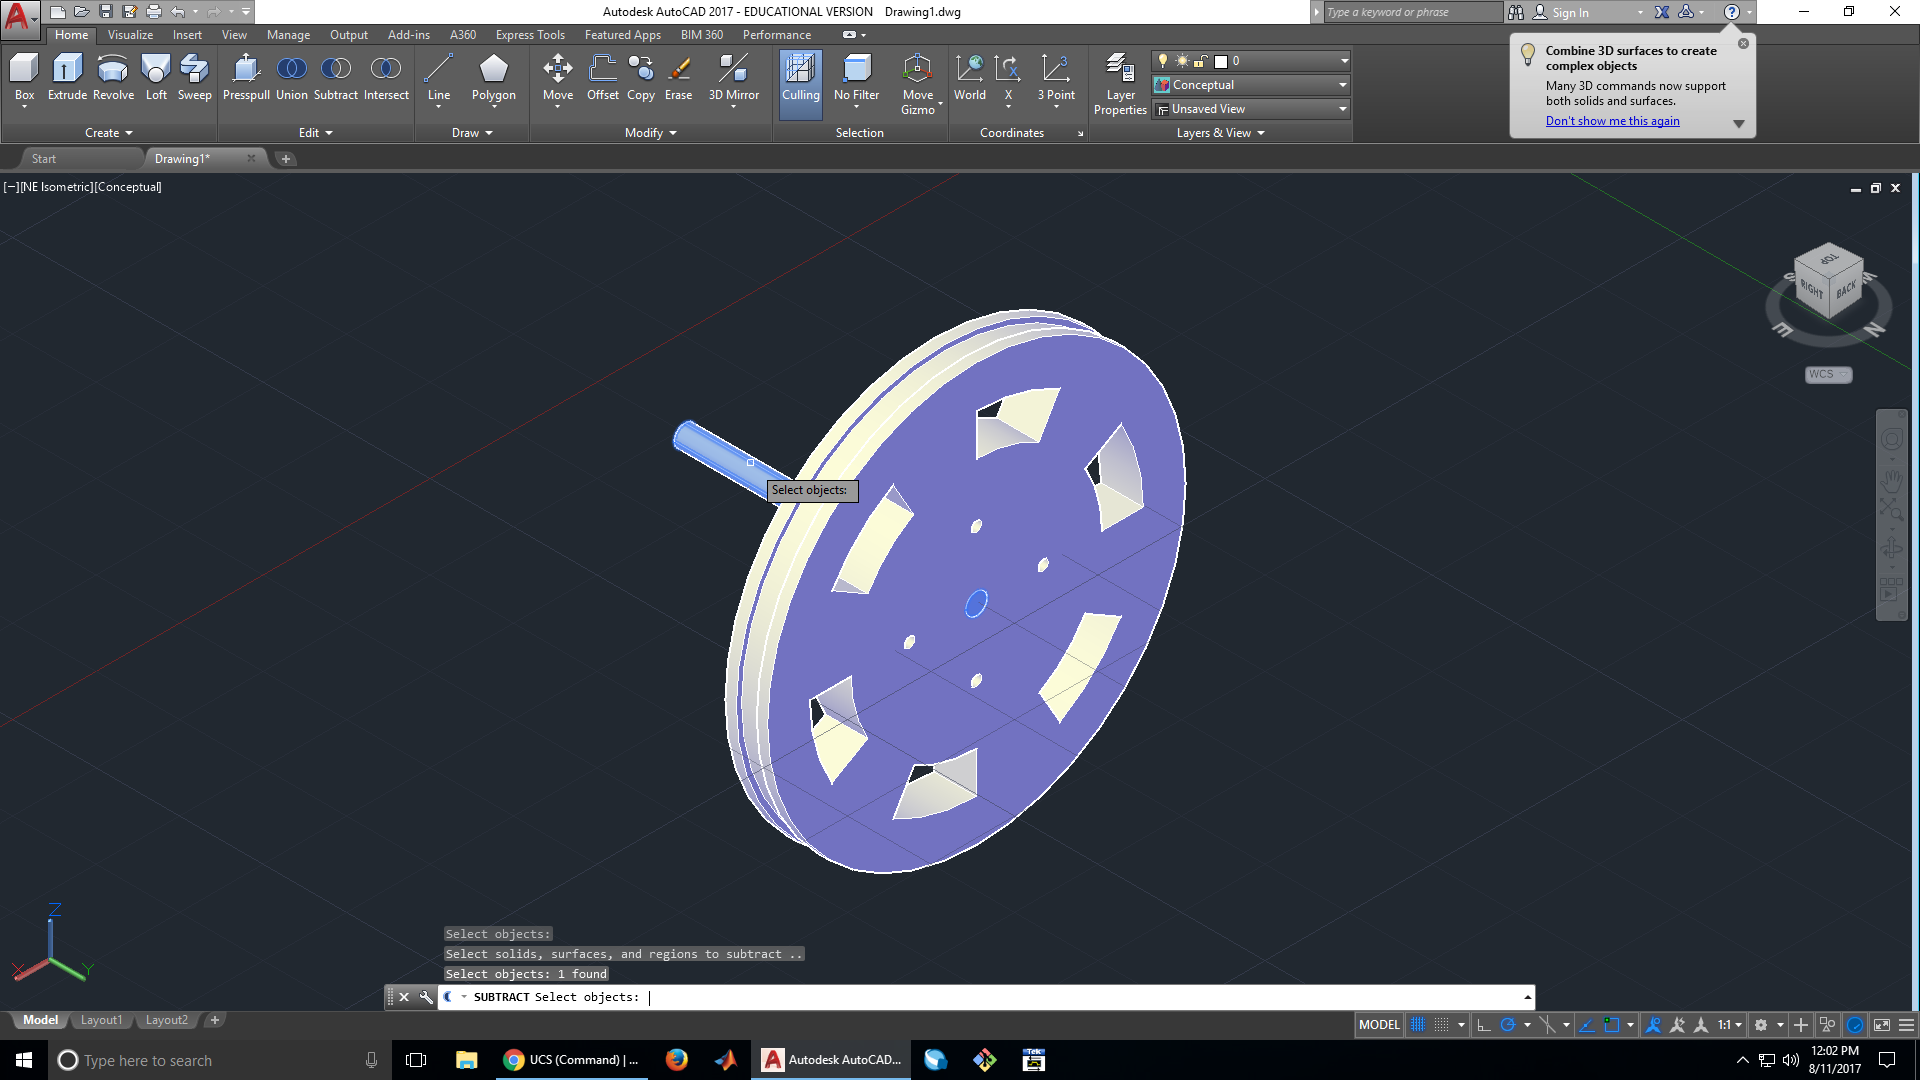 Autodesk AutoCAD 2017 - EDUCATIONAL VERSION Drawing1.dwg
Type a keyword or phrase
Sign In
Home Visualize Insert View Manage Output Add-ins A360 Express Tools Featured Apps BIM 360 Performance
Box Extrude Revolve Loft Sweep
Presspull Union Subtract Intersect
Line Polygon
Move Offset Copy Erase 3D Mirror
Culling No Filter Move Gizmo
World X 3 Point
Layer Properties
0
Conceptual
Unsaved View
Create Edit Draw Modify Selection Coordinates Layers & View
Combine 3D surfaces to create
complex objects
Many 3D commands now support
both solids and surfaces.
Don't show me this again
Start Drawing1*
[−][NE Isometric][Conceptual]
TOP
RIGHT BACK
S W
E N
WCS
Select objects:
Z
X Y
Select objects:
Select solids, surfaces, and regions to subtract ..
Select objects: 1 found
SUBTRACT Select objects:
Model Layout1 Layout2
MODEL 1:1
Type here to search
UCS (Command) | ...
Autodesk AutoCAD...
Tek
12:02 PM
8/11/2017